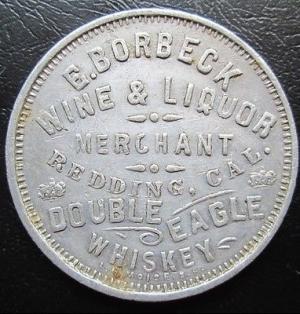 E. BORBECK
WINE & LIQUOR
MERCHANT
REDDING, CAL.
DOUBLE EAGLE
WHISKEY